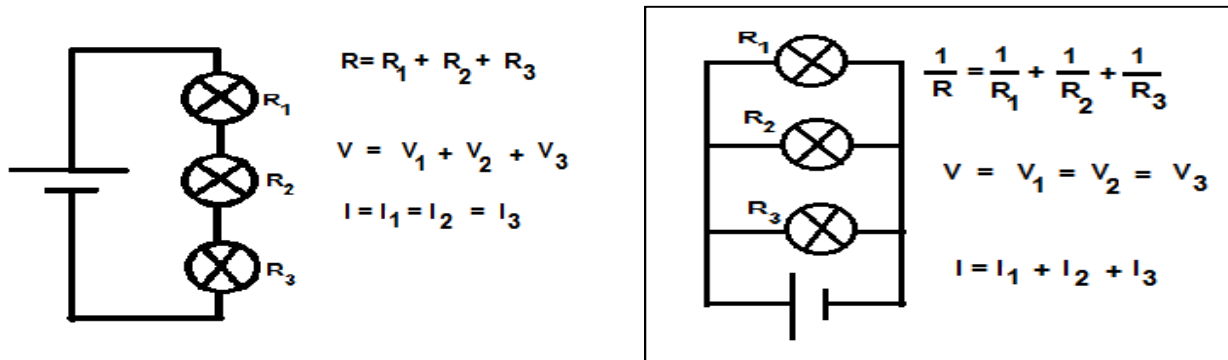 R= R₁ + R₂ + R₃
R₁
V = V₁ + V₂ + V₃
R₂
I = I₁ = I₂ = I₃
R₃
R₁
1/R = 1/R₁ + 1/R₂ + 1/R₃
R₂
V = V₁ = V₂ = V₃
R₃
I = I₁ + I₂ + I₃